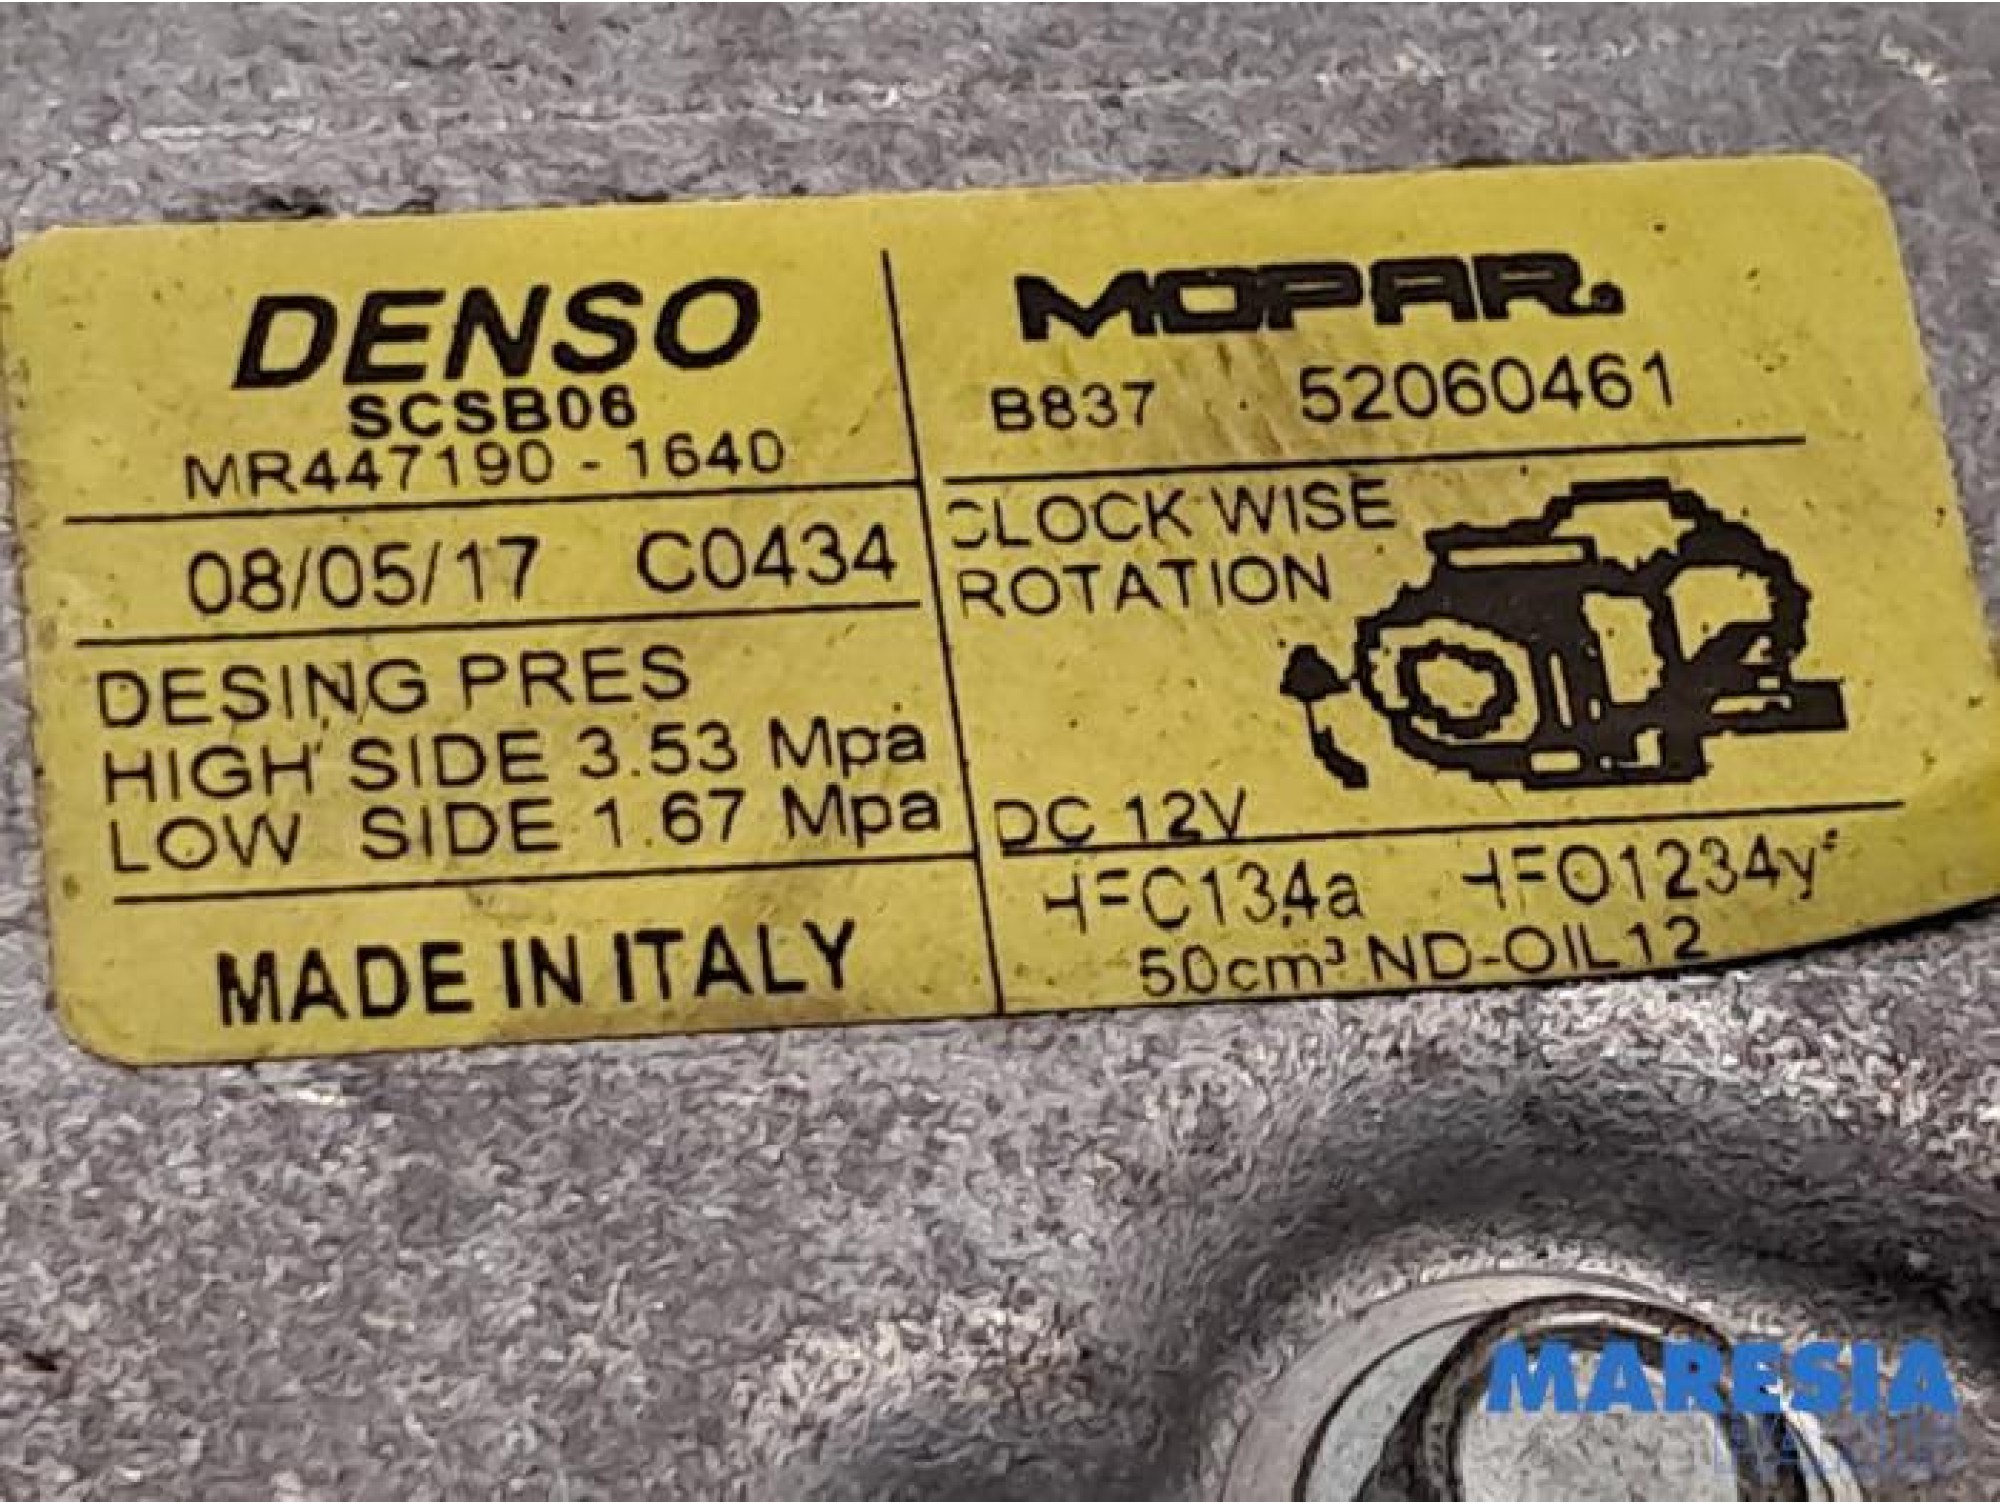 DENSO
SCSB06
MR447190-1640
08/05/17 C0434
DESING PRES
HIGH SIDE 3.53 Mpa
LOW SIDE 1.67 Mpa
MADE IN ITALY
MOPAR.
B837 52060461
CLOCK WISE
ROTATION
DC 12V
HFC134a HFO1234yf
50cm³ ND-OIL12
MARESIA